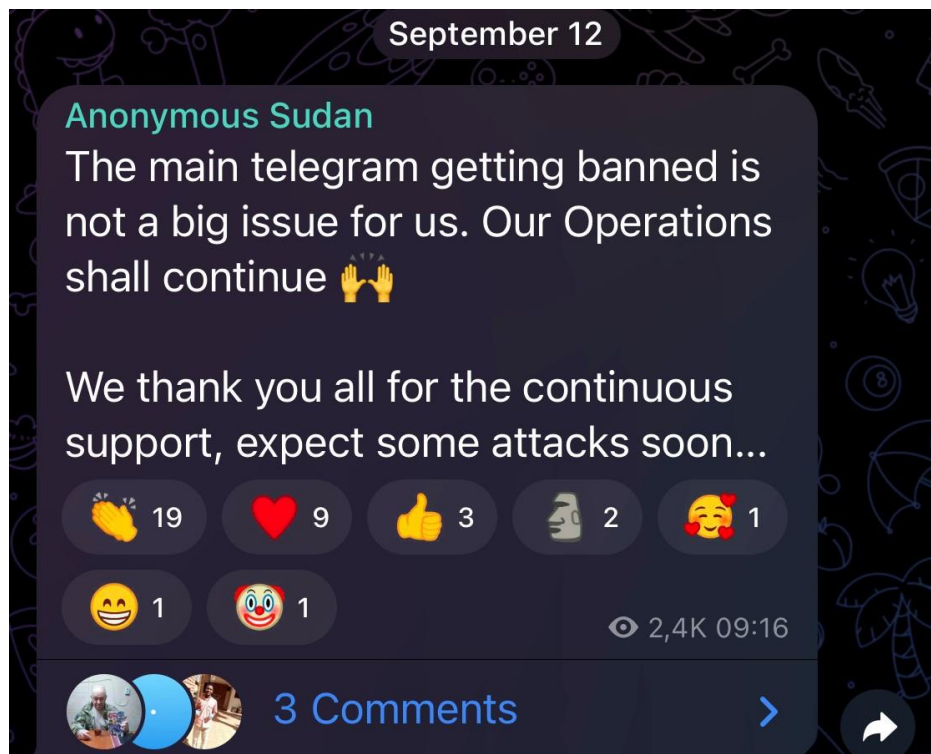 September 12
Anonymous Sudan
The main telegram getting banned is
not a big issue for us. Our Operations
shall continue 🙌
We thank you all for the continuous
support, expect some attacks soon...
👏 19 ❤️ 9 👍 3 🗿 2 🥰 1
😁 1 🤡 1
2,4K 09:16
3 Comments